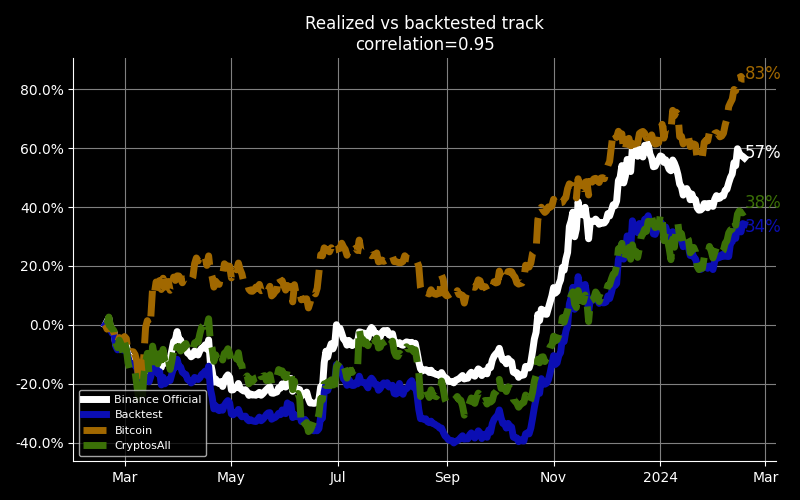 Realized vs backtested track
correlation=0.95
80.0%
60.0%
40.0%
20.0%
0.0%
-20.0%
-40.0%
83%
57%
38%
34%
Binance Official
Backtest
Bitcoin
CryptosAll
Mar
May
Jul
Sep
Nov
2024
Mar